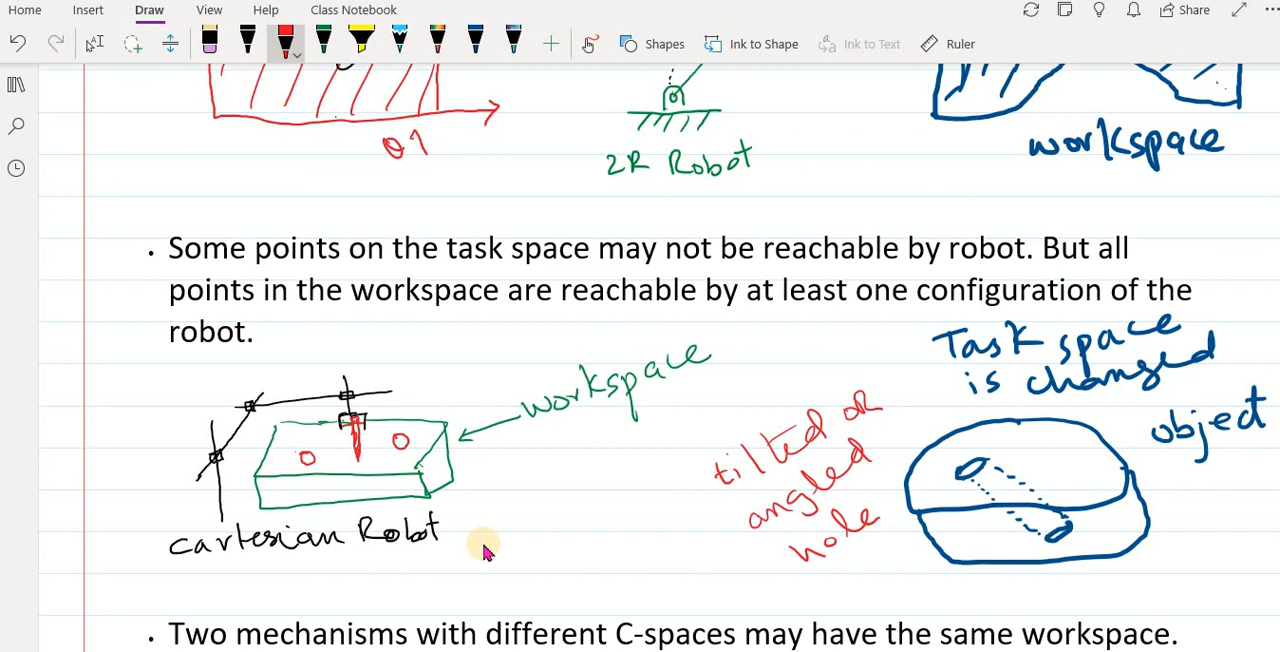 Home Insert Draw View Help Class Notebook Share
Shapes Ink to Shape Ink to Text Ruler
θ1
2R Robot
workspace
Some points on the task space may not be reachable by robot. But all
points in the workspace are reachable by at least one configuration of the
robot.
workspace
Task space
is changed
object
tilted or
angled
hole
cartesian Robot
Two mechanisms with different C-spaces may have the same workspace.